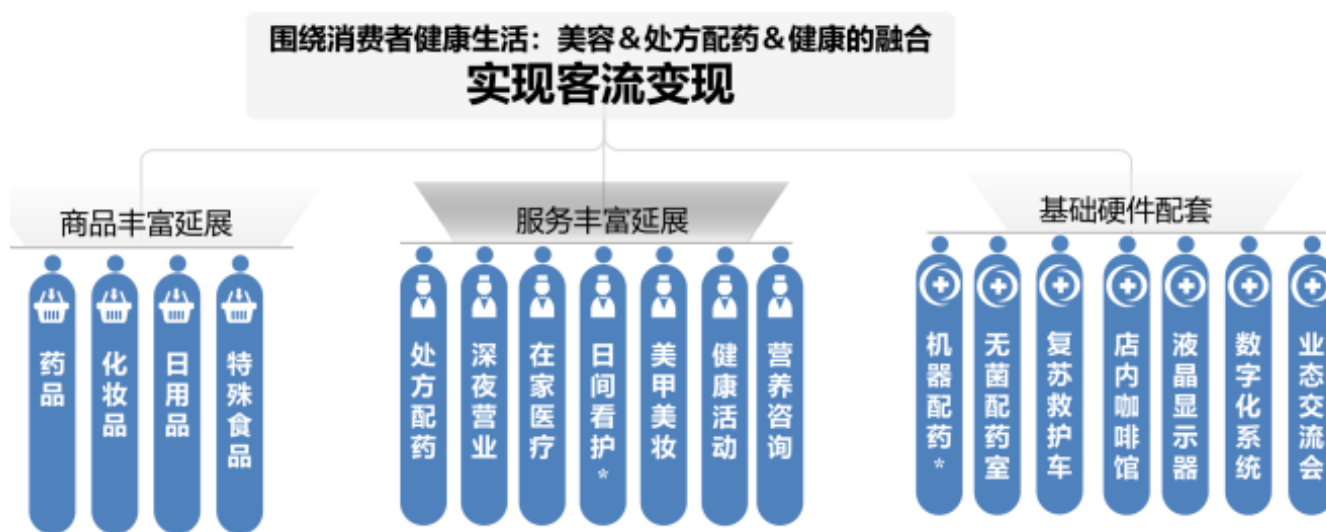 围绕消费者健康生活：美容&处方配药&健康的融合
实现客流变现
商品丰富延展
药品
化妆品
日用品
特殊食品
服务丰富延展
处方配药
深夜营业
在家医疗
日间看护*
美甲美妆
健康活动
营养咨询
基础硬件配套
机器配药*
无菌配药室
复苏救护车
店内咖啡馆
液晶显示器
数字化系统
业态交流会